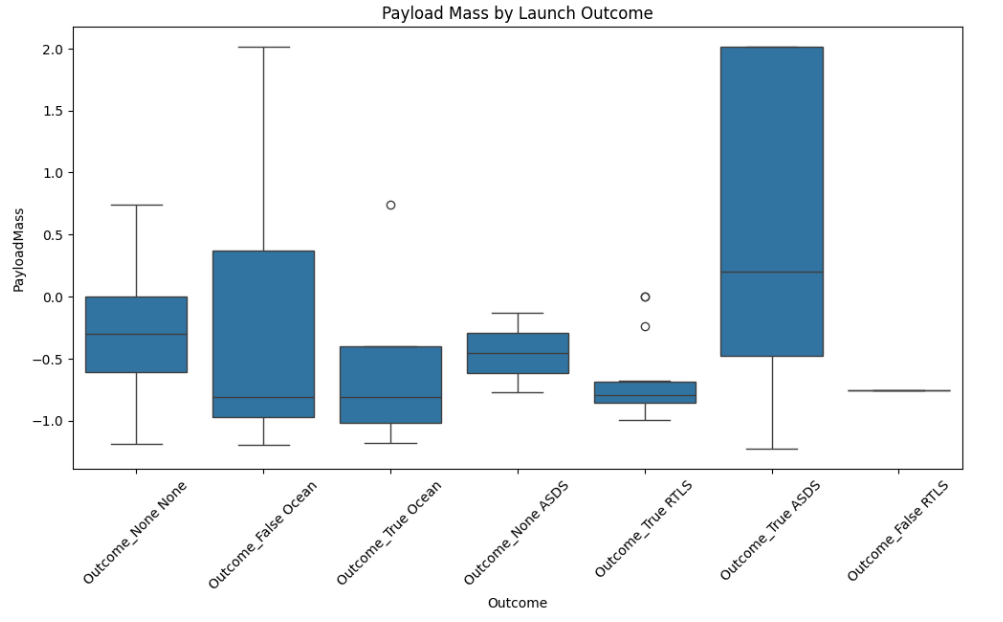 Payload Mass by Launch Outcome
PayloadMass
2.0
1.5
1.0
0.5
0.0
−0.5
−1.0
Outcome_None None
Outcome_False Ocean
Outcome_True Ocean
Outcome_None ASDS
Outcome_True RTLS
Outcome_True ASDS
Outcome_False RTLS
Outcome